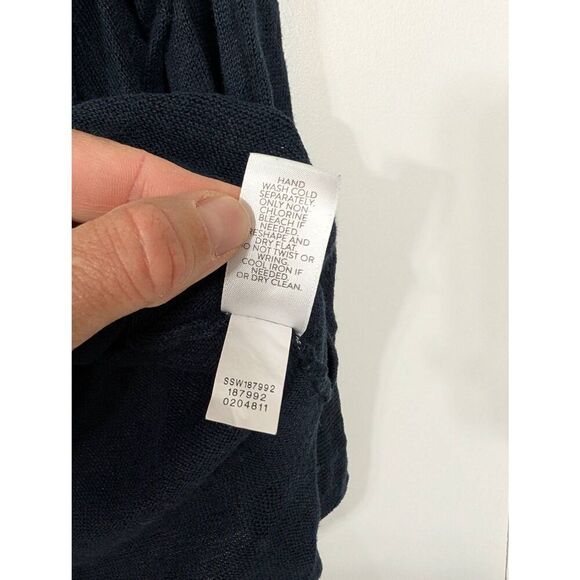 HAND
WASH COLD
SEPARATELY.
ONLY NON
CHLORINE
BLEACH IF
NEEDED.
RESHAPE AND
DRY FLAT.
DO NOT TWIST OR
WRING.
COOL IRON IF
NEEDED.
OR DRY CLEAN.
SSW187992
187992
0204811